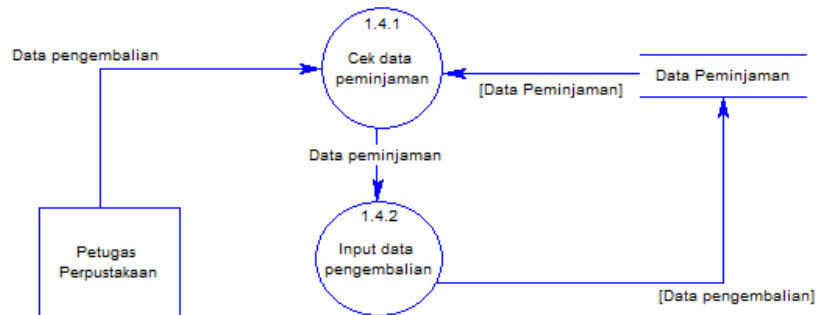 1.4.1
Data pengembalian
Cek data
peminjaman
Data Peminjaman
[Data Peminjaman]
Data peminjaman
1.4.2
Petugas
Perpustakaan
Input data
pengembalian
[Data pengembalian]